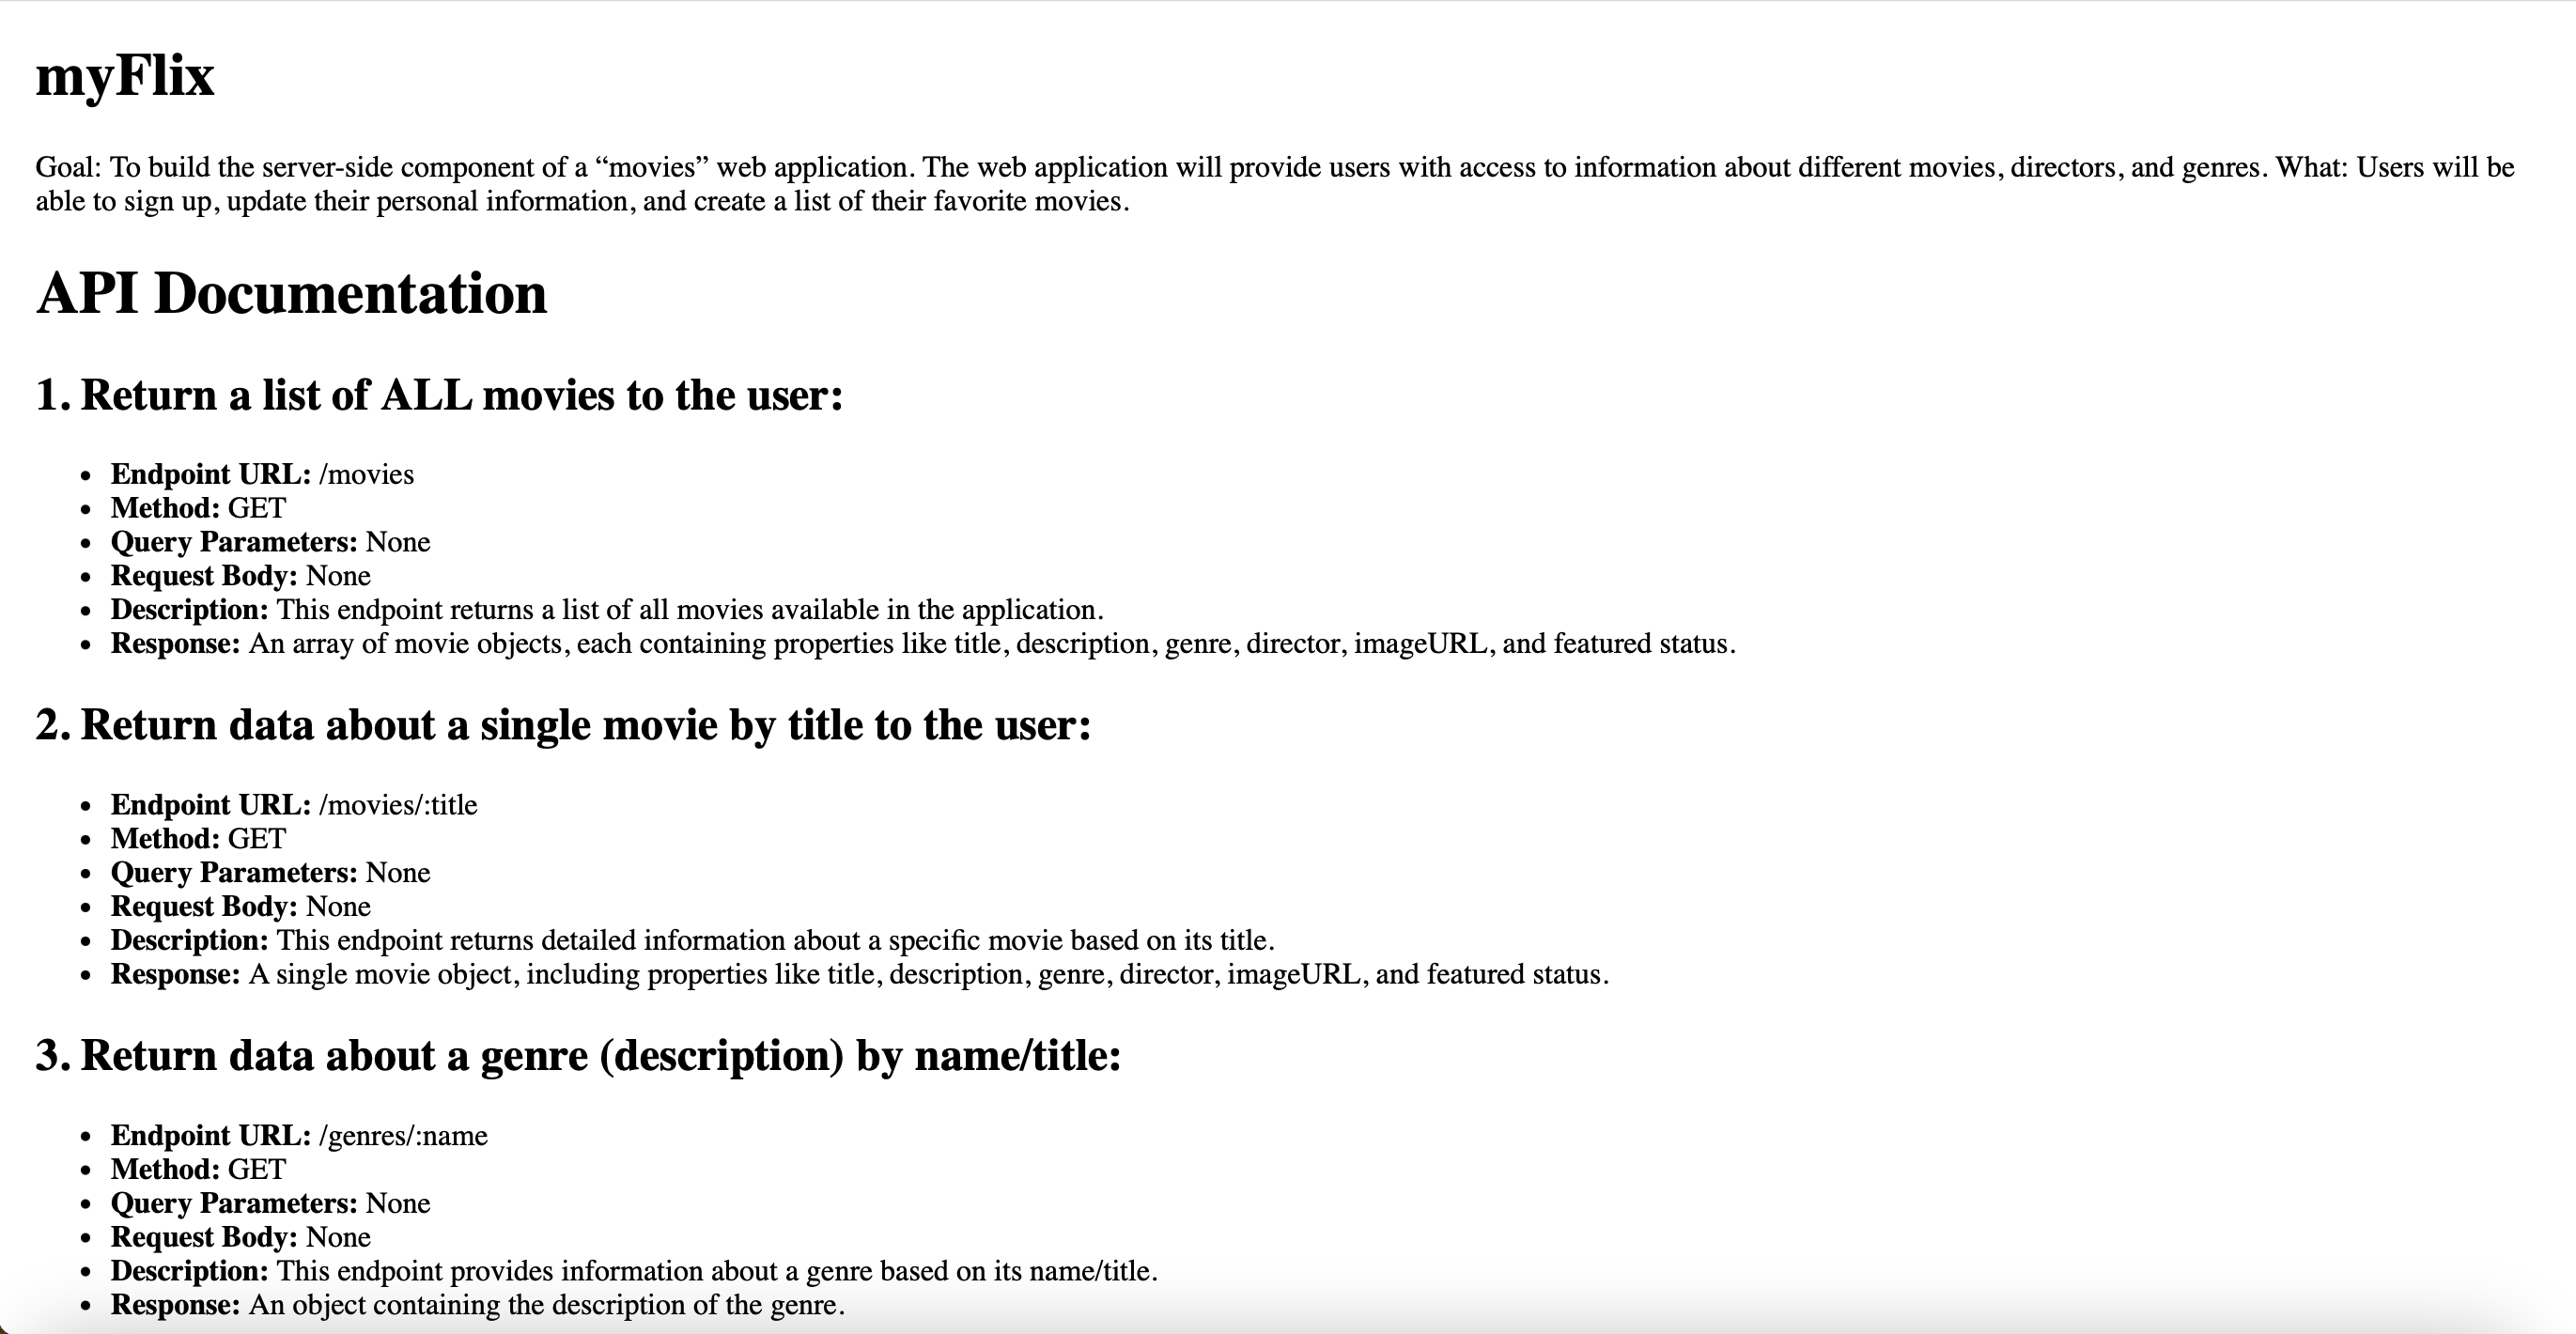 myFlix
Goal: To build the server-side component of a “movies” web application. The web application will provide users with access to information about different movies, directors, and genres. What: Users will be
able to sign up, update their personal information, and create a list of their favorite movies.
API Documentation
1. Return a list of ALL movies to the user:
• Endpoint URL: /movies
• Method: GET
• Query Parameters: None
• Request Body: None
• Description: This endpoint returns a list of all movies available in the application.
• Response: An array of movie objects, each containing properties like title, description, genre, director, imageURL, and featured status.
2. Return data about a single movie by title to the user:
• Endpoint URL: /movies/:title
• Method: GET
• Query Parameters: None
• Request Body: None
• Description: This endpoint returns detailed information about a specific movie based on its title.
• Response: A single movie object, including properties like title, description, genre, director, imageURL, and featured status.
3. Return data about a genre (description) by name/title:
• Endpoint URL: /genres/:name
• Method: GET
• Query Parameters: None
• Request Body: None
• Description: This endpoint provides information about a genre based on its name/title.
• Response: An object containing the description of the genre.